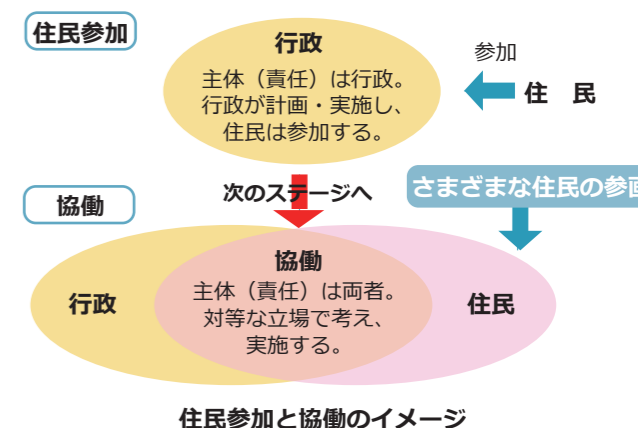 住民参加
行政
主体（責任）は行政。
行政が計画・実施し、
住民は参加する。
参加
住　民
次のステージへ
さまざまな住民の参画
協働
協働
主体（責任）は両者。
対等な立場で考え、
実施する。
行政
住民
住民参加と協働のイメージ